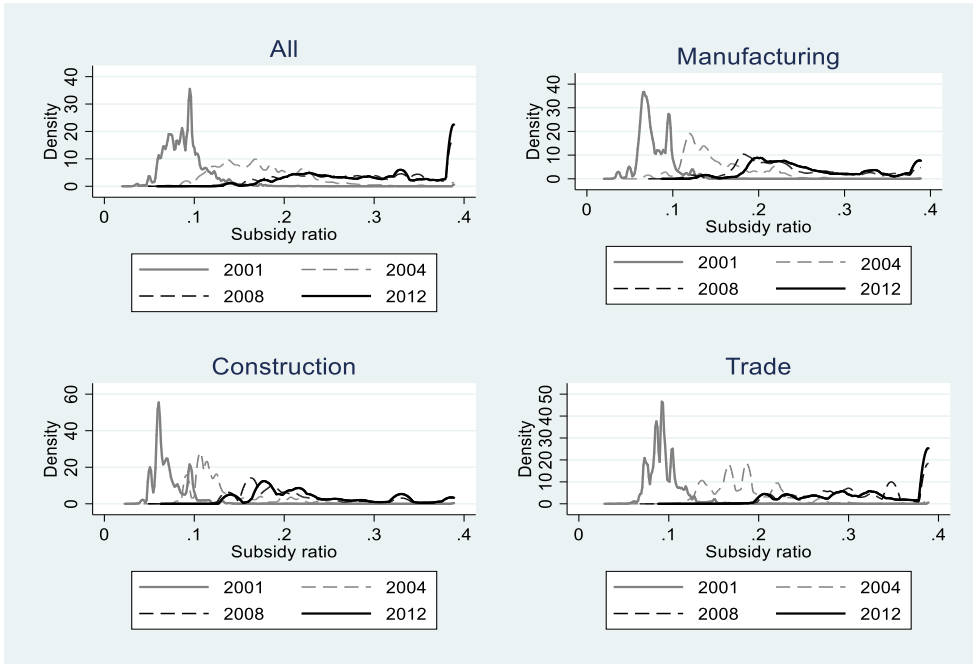 All
Density
0 10 20 30 40
0 .1 .2 .3 .4
Subsidy ratio
2001 2004
2008 2012
Manufacturing
Density
0 10 20 30 40
0 .1 .2 .3 .4
Subsidy ratio
2001 2004
2008 2012
Construction
Density
0 20 40 60
0 .1 .2 .3 .4
Subsidy ratio
2001 2004
2008 2012
Trade
Density
0 10 20 30 40 50
0 .1 .2 .3 .4
Subsidy ratio
2001 2004
2008 2012